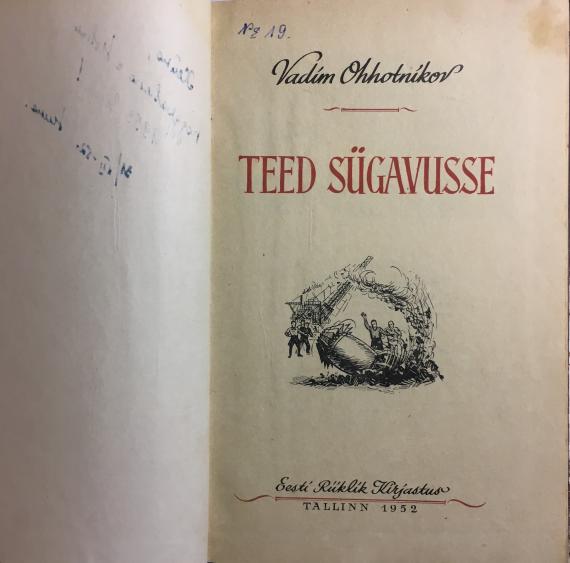 № 19.
Vadim Ohhotnikov
TEED SÜGAVUSSE
Eesti Riiklik Kirjastus
TALLINN 1952